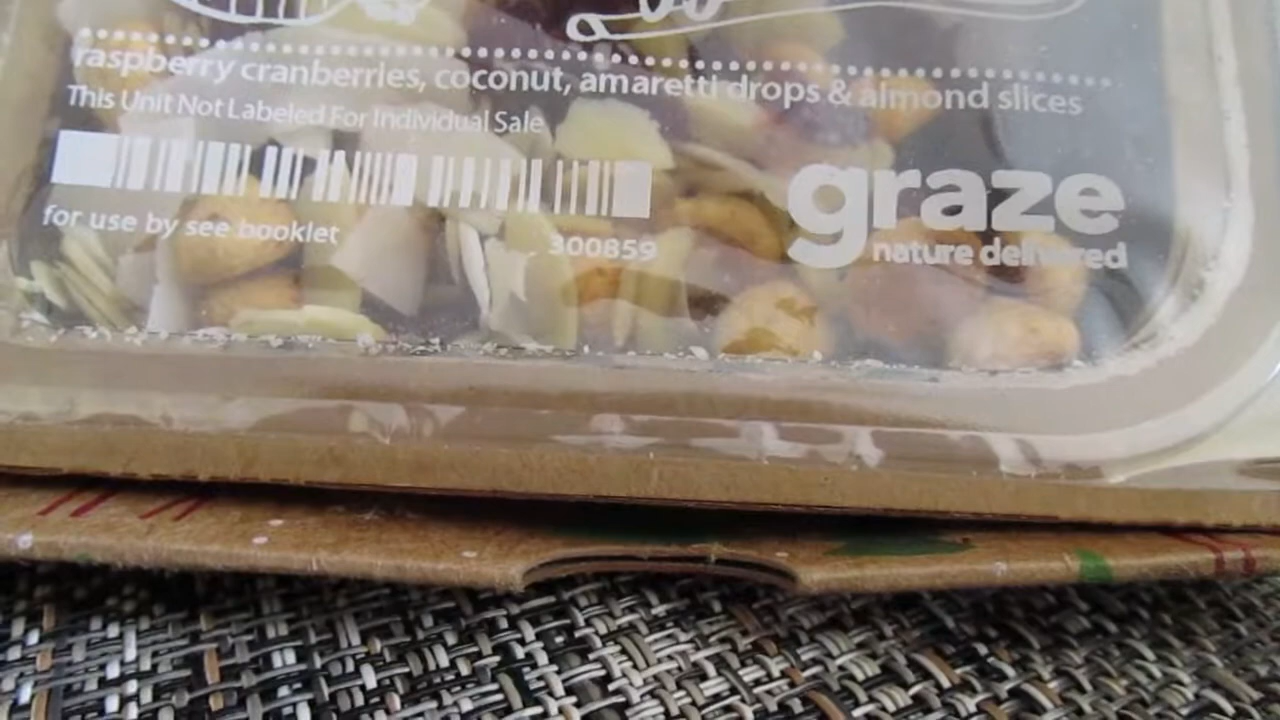 raspberry cranberries, coconut, amaretti drops & almond slices
This Unit Not Labeled For Individual Sale
for use by see booklet
300859
graze
nature delivered